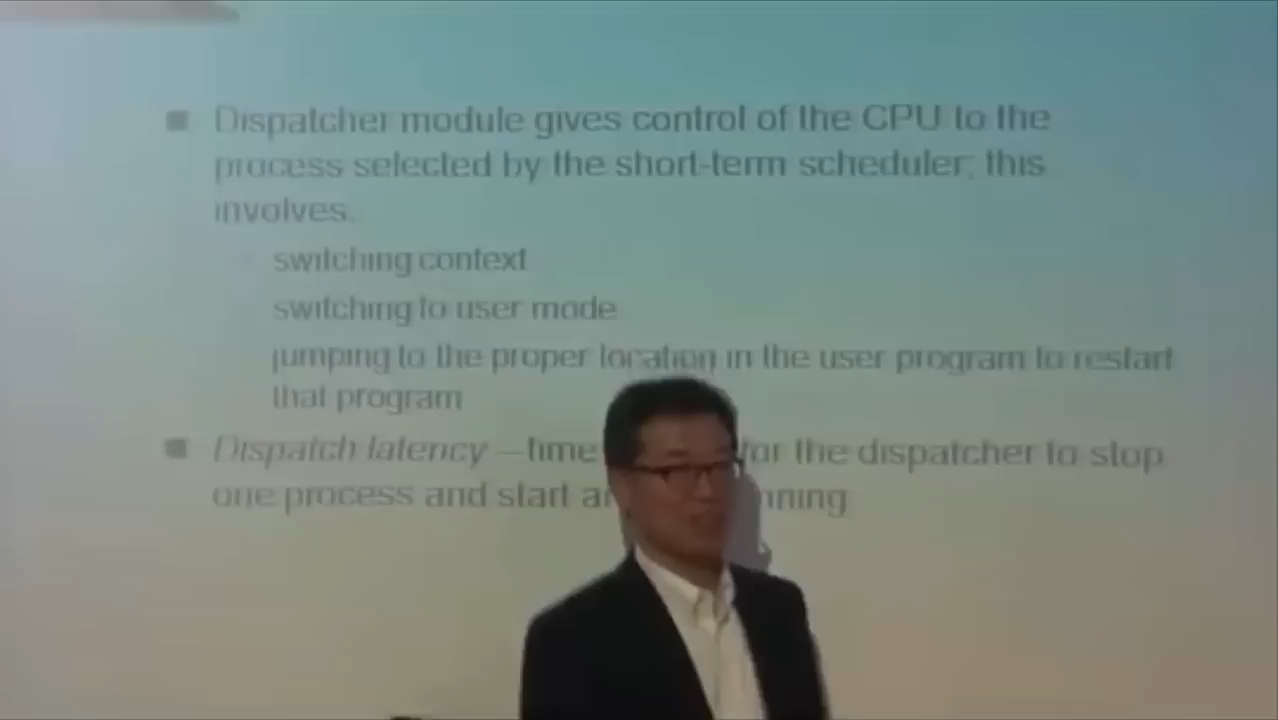 Dispatcher module gives control of the CPU to the
process selected by the short-term scheduler; this
involves:
switching context
switching to user mode
jumping to the proper location in the user program to restart
that program
Dispatch latency – time for the dispatcher to stop
one process and start